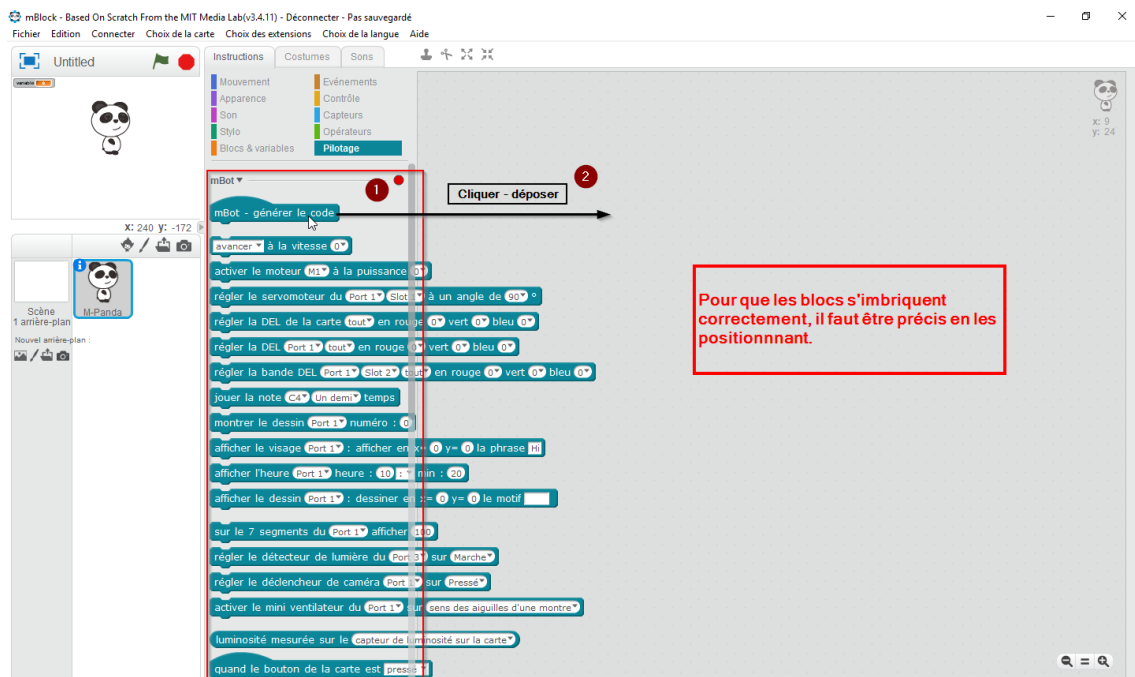 mBlock - Based On Scratch From the MIT Media Lab(v3.4.11) - Déconnecter - Pas sauvegardé
Fichier Edition Connecter Choix de la carte Choix des extensions Choix de la langue Aide
Untitled
Instructions Costumes Sons
Mouvement Evénements
Apparence Contrôle
Son Capteurs
Stylo Opérateurs
Blocs & variables Pilotage
x: 9
y: 24
X: 240 y: -172
Scène
1 arrière-plan
M-Panda
Nouvel arrière-plan :
mBot
1
2
Cliquer - déposer
mBot - générer le code
avancer à la vitesse 0
activer le moteur M1 à la puissance 0
régler le servomoteur du Port 1 Slot à un angle de 90 °
régler la DEL de la carte tout en rouge 0 vert 0 bleu 0
régler la DEL Port 1 tout en rouge 0 vert 0 bleu 0
régler la bande DEL Port 1 Slot 2 tout en rouge 0 vert 0 bleu 0
jouer la note C4 Un demi temps
montrer le dessin Port 1 numéro : 0
afficher le visage Port 1 : afficher en x= 0 y= 0 la phrase Hi
afficher l'heure Port 1 heure : 10 : min : 20
afficher le dessin Port 1 : dessiner en x= 0 y= 0 le motif
sur le 7 segments du Port 1 afficher 100
régler le détecteur de lumière du Port 3 sur Marche
régler le déclencheur de caméra Port 1 sur Pressé
activer le mini ventilateur du Port 1 sur sens des aiguilles d'une montre
luminosité mesurée sur le capteur de luminosité sur la carte
quand le bouton de la carte est pressé
Pour que les blocs s'imbriquent
correctement, il faut être précis en les
positionnnant.